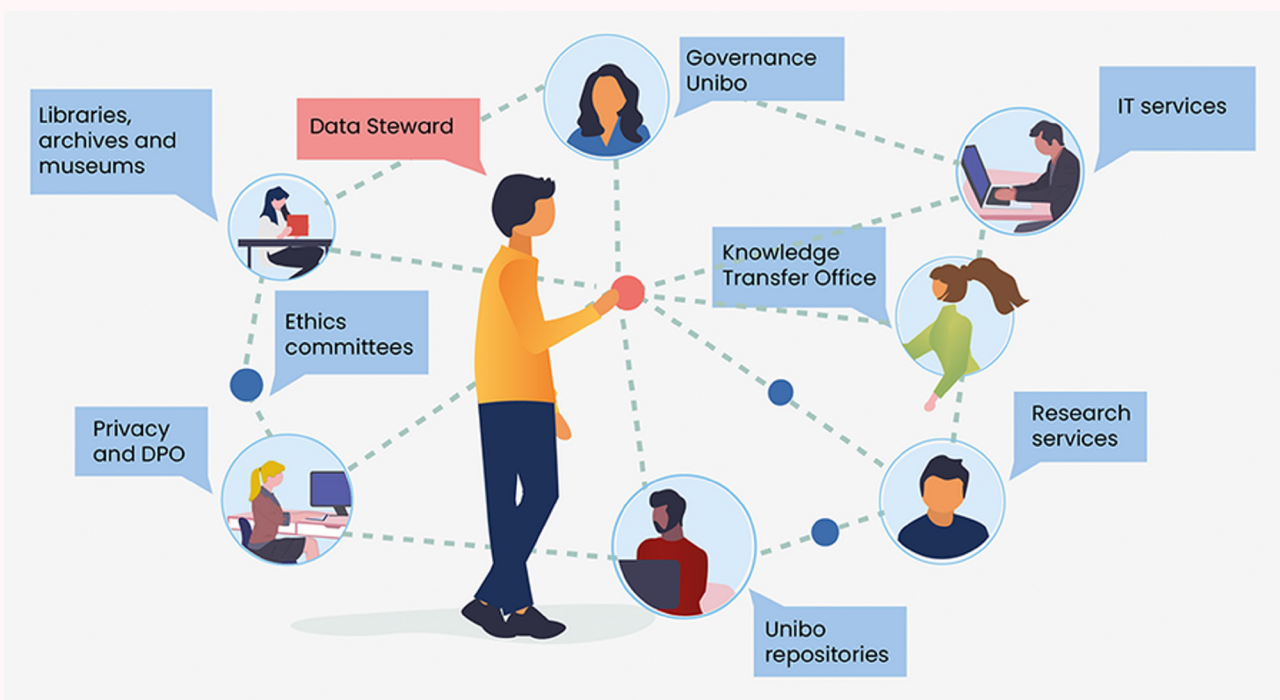 Governance
Unibo
IT services
Libraries,
archives and
museums
Data Steward
Knowledge
Transfer Office
Ethics
committees
Privacy
and DPO
Research
services
Unibo
repositories